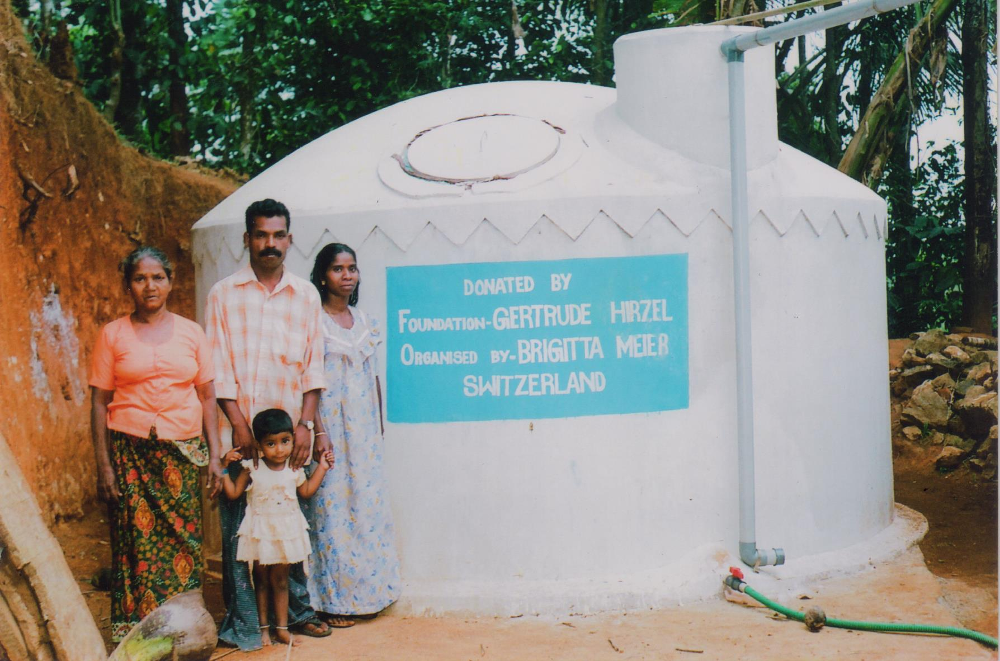 DONATED BY
FOUNDATION-GERTRUDE HIRZEL
ORGANISED BY-BRIGITTA MEIER
SWITZERLAND